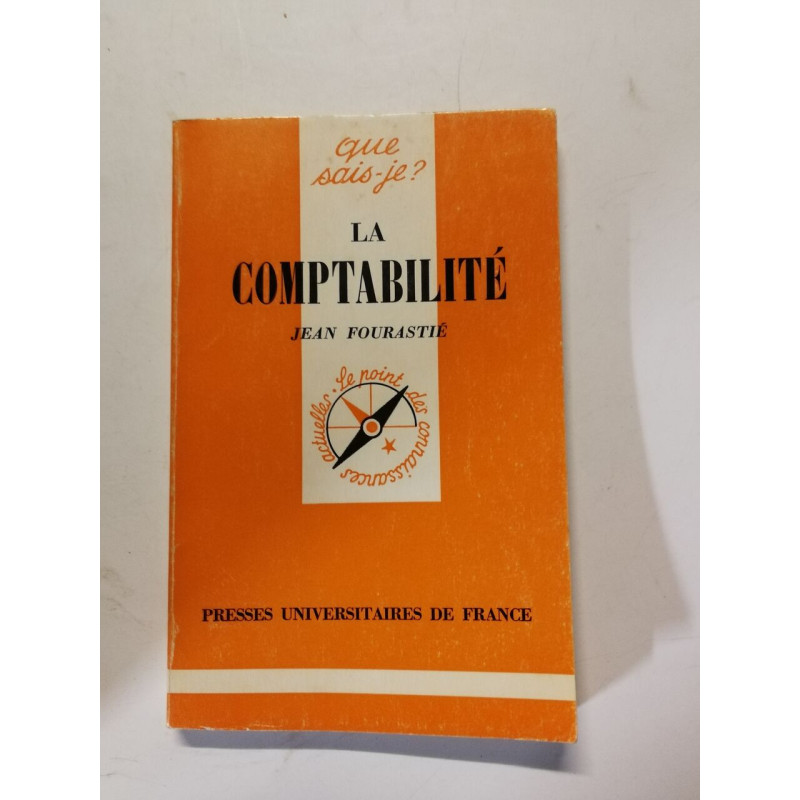 que
sais-je?
LA
COMPTABILITÉ
JEAN FOURASTIÉ
Le point des connaissances actuelles.
PRESSES UNIVERSITAIRES DE FRANCE